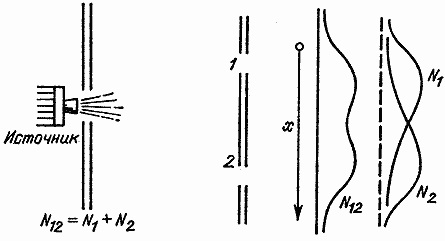 1
x
N₁
Источник
2
N₁₂
N₂
N₁₂ = N₁ + N₂